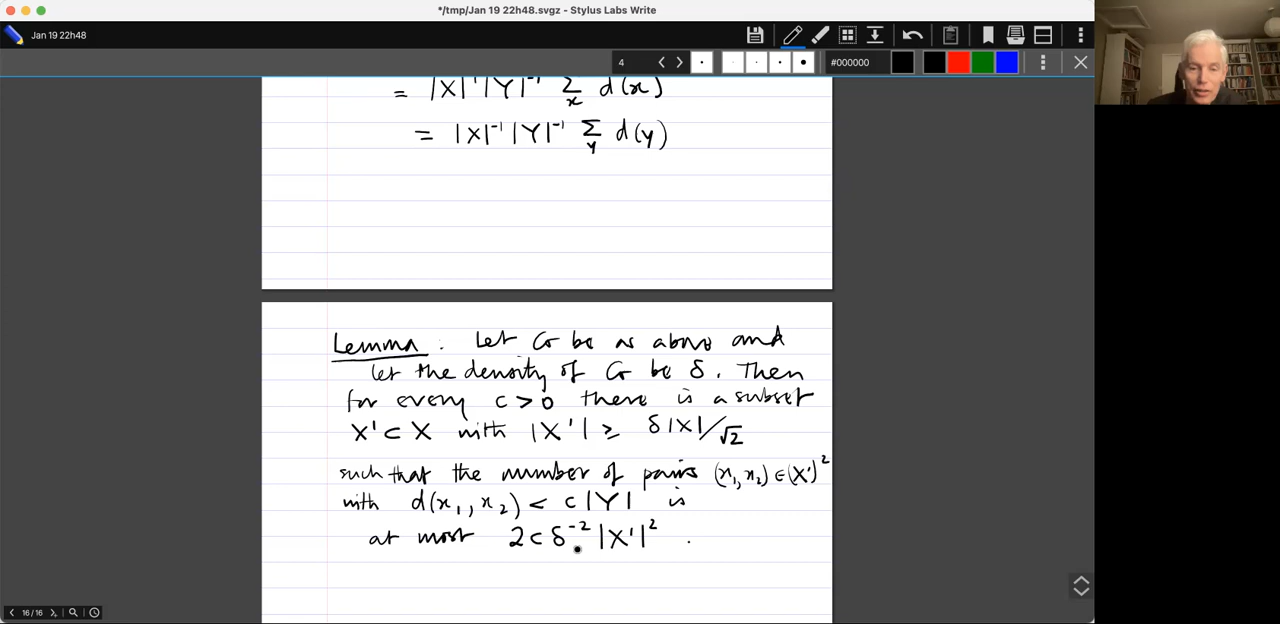 */tmp/Jan 19 22h48.svgz - Stylus Labs Write
Jan 19 22h48
4
#000000
= |X|⁻¹|Y|⁻¹ Σₓ d(x)
= |X|⁻¹|Y|⁻¹ Σ_y d(y)
Lemma : Let G be as above and
let the density of G be δ. Then
for every c > 0 there is a subset
X' ⊂ X with |X'| ≥ δ|X|/√2
such that the number of pairs (x₁,x₂)∈(X')²
with d(x₁,x₂) < c|Y| is
at most 2cδ⁻²|X'|² .
16/16